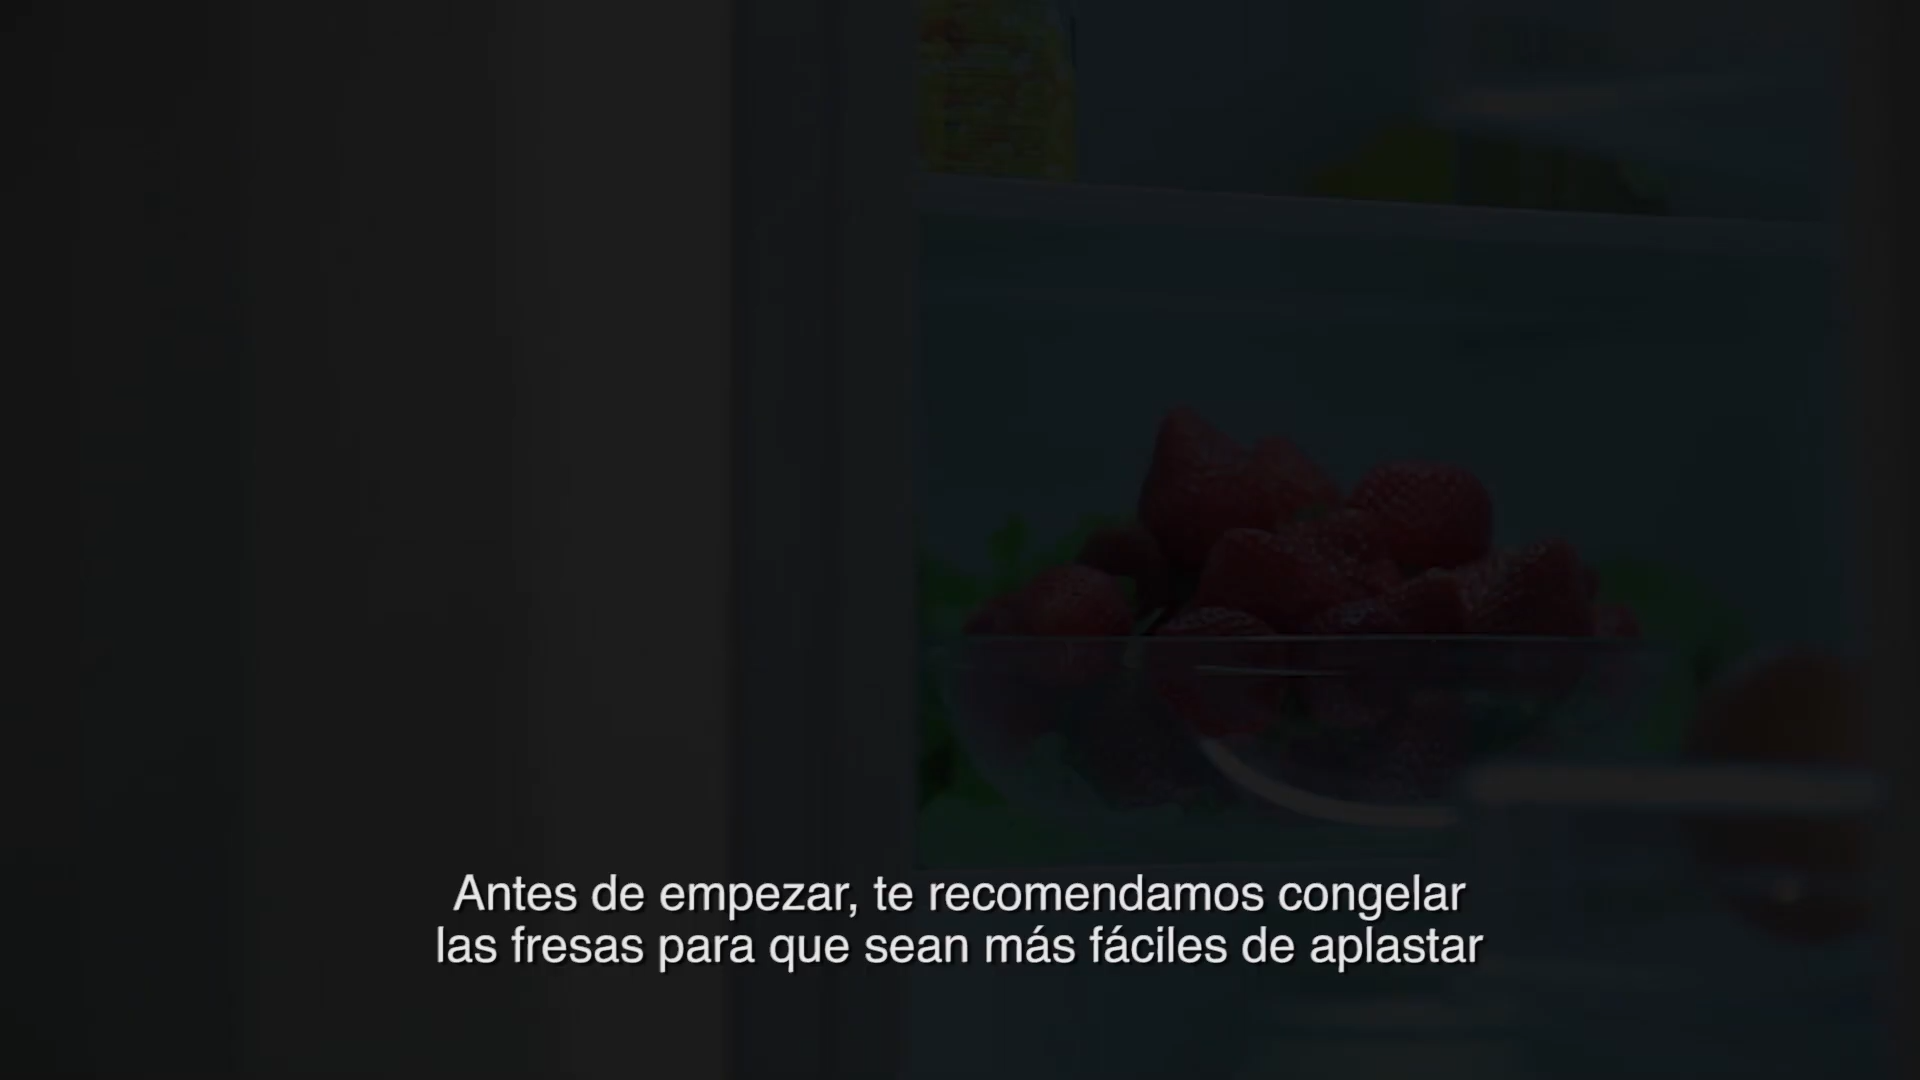 Antes de empezar, te recomendamos congelar
las fresas para que sean más fáciles de aplastar